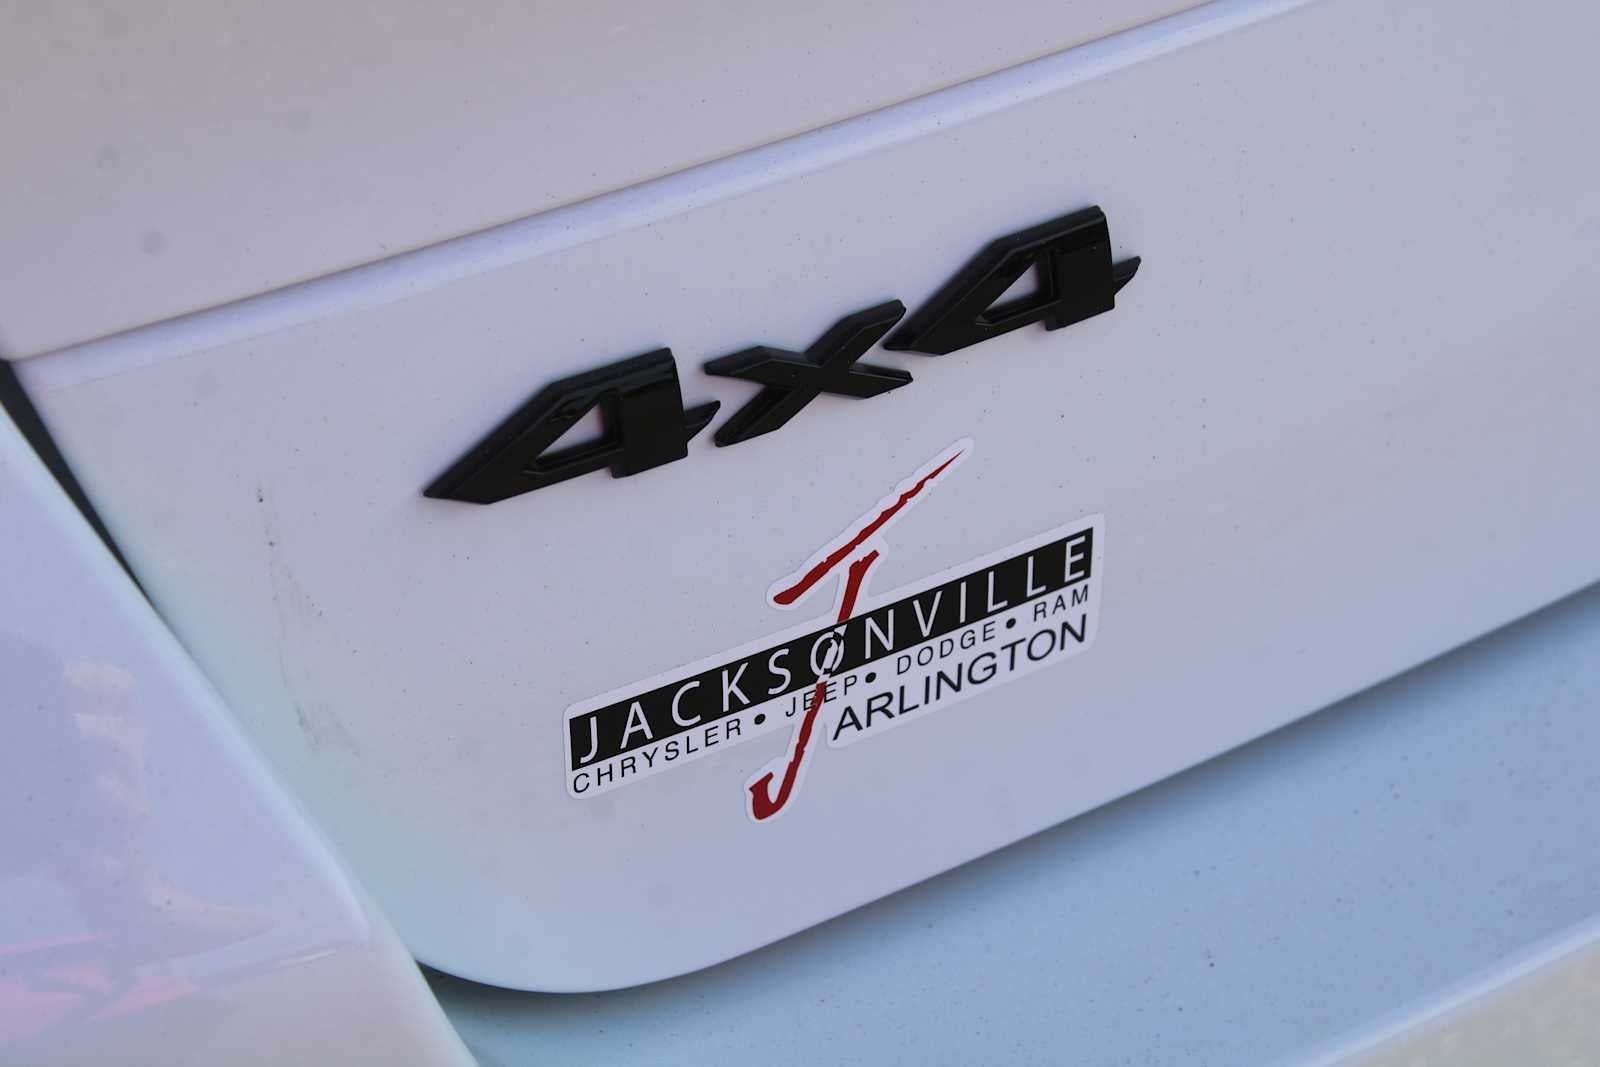 4x4
JACKSONVILLE
CHRYSLER • JEEP • DODGE • RAM
ARLINGTON